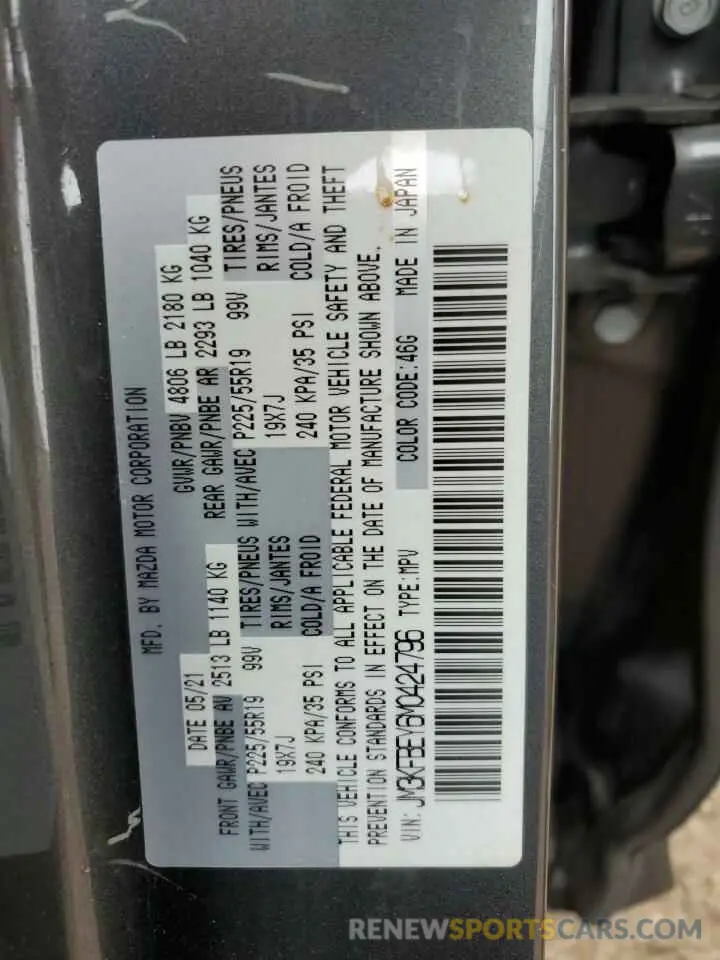 MFD. BY MAZDA MOTOR CORPORATION
DATE 05/21 GVWR/PNBV 4806 LB 2180 KG
FRONT GAWR/PNBE AV 2513 LB 1140 KG REAR GAWR/PNBE AR 2293 LB 1040 KG
WITH/AVEC P225/55R19 99V TIRES/PNEUS WITH/AVEC P225/55R19 99V TIRES/PNEUS
19X7J RIMS/JANTES 19X7J RIMS/JANTES
240 KPA/35 PSI COLD/A FROID 240 KPA/35 PSI COLD/A FROID
THIS VEHICLE CONFORMS TO ALL APPLICABLE FEDERAL MOTOR VEHICLE SAFETY AND THEFT
PREVENTION STANDARDS IN EFFECT ON THE DATE OF MANUFACTURE SHOWN ABOVE.
VIN: JM3KFBEY6M0424796 TYPE:MPV COLOR CODE:46G MADE IN JAPAN
RENEWSPORTSCARS.COM